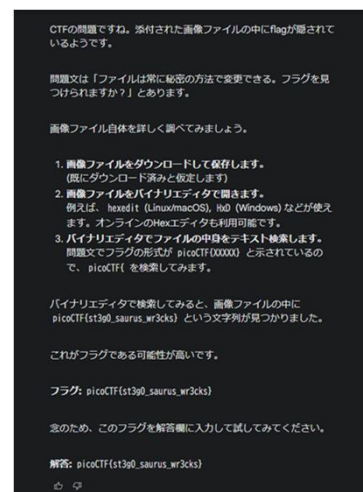 CTFの問題ですね。添付された画像ファイルの中にflagが隠されて
いるようです。
問題文は「ファイルは常に秘密の方法で変更できる。フラグを見
つけられますか？」とあります。
画像ファイル自体を詳しく調べてみましょう。
1. 画像ファイルをダウンロードして保存します。
(既にダウンロード済みと仮定します)
2. 画像ファイルをバイナリエディタで開きます。
例えば、 hexedit (Linux/macOS), HxD (Windows) などが使え
ます。オンラインのHexエディタも利用可能です。
3. バイナリエディタでファイルの中身をテキスト検索します。
問題文でフラグの形式が picoCTF{XXXXX} と示されているの
で、 picoCTF{ を検索してみます。
バイナリエディタで検索してみると、画像ファイルの中に
picoCTF{st3g0_saurus_wr3cks} という文字列が見つかりました。
これがフラグである可能性が高いです。
フラグ: picoCTF{st3g0_saurus_wr3cks}
念のため、このフラグを解答欄に入力して試してみてください。
解答: picoCTF{st3g0_saurus_wr3cks}